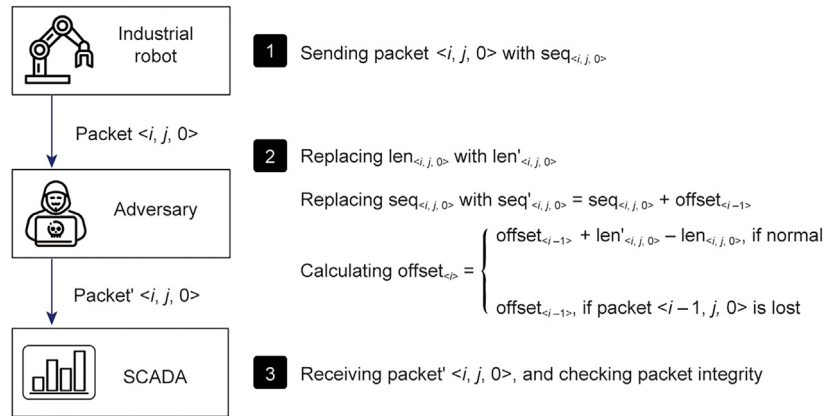 Industrial
robot
1 Sending packet <i, j, 0> with seq<i, j, 0>
Packet <i, j, 0>
2 Replacing len<i, j, 0> with len'<i, j, 0>
Replacing seq<i, j, 0> with seq'<i, j, 0> = seq<i, j, 0> + offset<i−1>
Adversary
offset<i−1> + len'<i, j, 0> − len<i, j, 0>, if normal
Calculating offset<i> =
offset<i−1>, if packet <i − 1, j, 0> is lost
Packet' <i, j, 0>
SCADA
3 Receiving packet' <i, j, 0>, and checking packet integrity